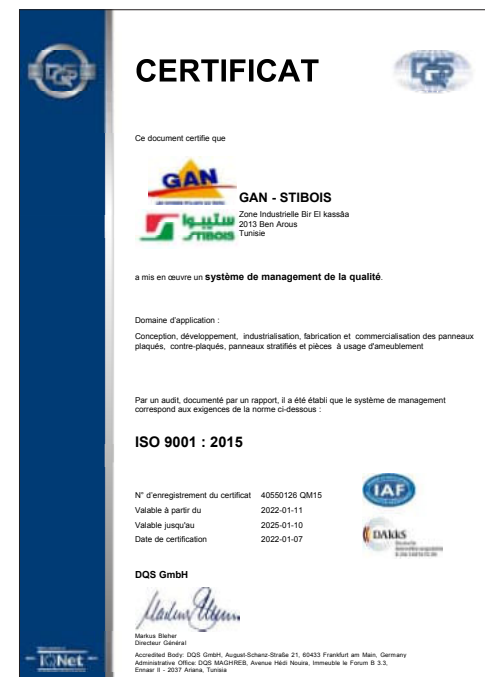 DQS
CERTIFICAT
DQS
Ce document certifie que
GAN
GAN - STIBOIS
Zone Industrielle Bir El kassâa
2013 Ben Arous
Tunisie
ستيبوا
STIBOIS
a mis en œuvre un système de management de la qualité.
Domaine d'application :
Conception, développement, industrialisation, fabrication et commercialisation des panneaux
plaqués, contre-plaqués, panneaux stratifiés et pièces à usage d'ameublement
Par un audit, documenté par un rapport, il a été établi que le système de management
correspond aux exigences de la norme ci-dessous :
ISO 9001 : 2015
N° d'enregistrement du certificat 40550126 QM15
Valable à partir du 2022-01-11
Valable jusqu'au 2025-01-10
Date de certification 2022-01-07
IAF
DAkkS
DQS GmbH
Markus Bleher
Directeur Général
Accredited Body: DQS GmbH, August-Schanz-Straße 21, 60433 Frankfurt am Main, Germany
Administrative Office: DQS MAGHREB, Avenue Hédi Nouira, Immeuble le Forum B 3.3,
Ennasr II - 2037 Ariana, Tunisia
IQNet